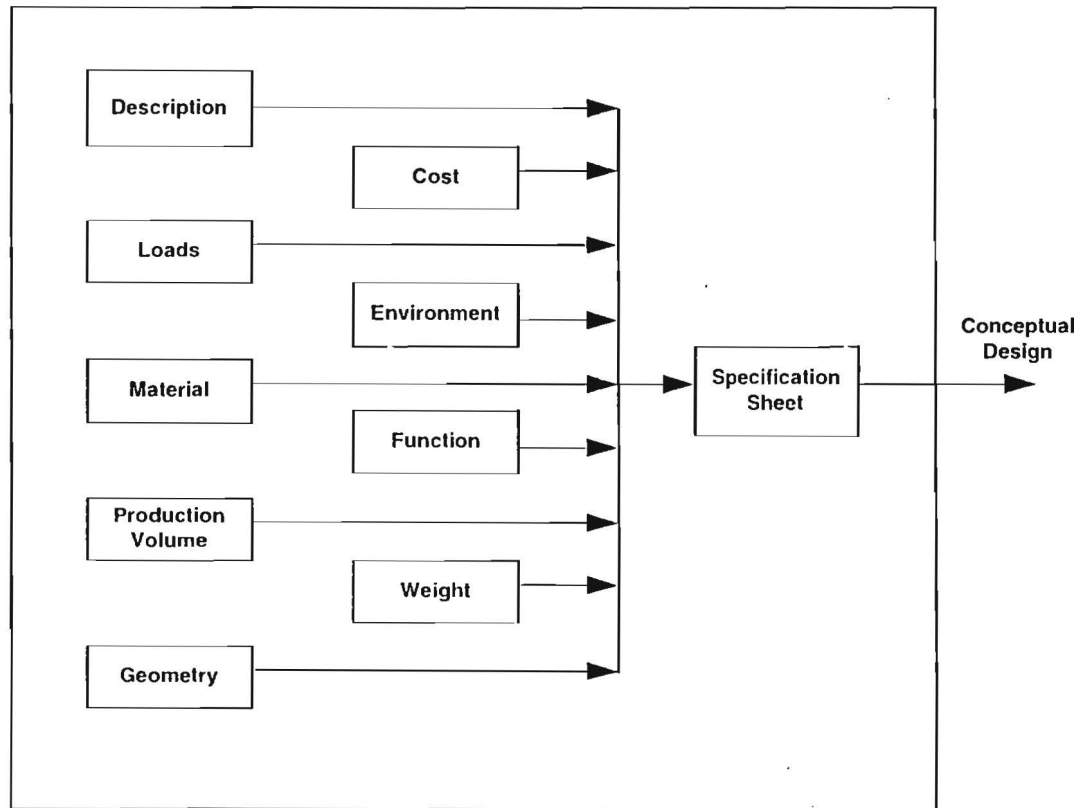 Description
Cost
Loads
Environment
Material
Function
Production
Volume
Weight
Geometry
Specification
Sheet
Conceptual
Design